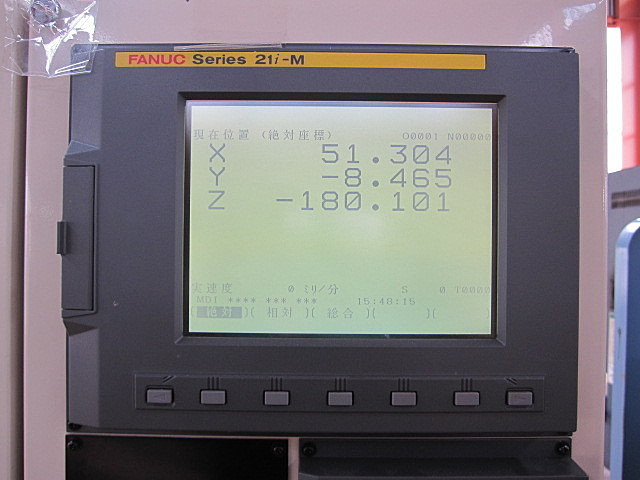 FANUC Series 21i-M
現在位置 (絶対座標) O0001 N00000
X 51.304
Y -8.465
Z -180.101
実速度 0 ミリ/分 S 0 T0000
MDI **** *** *** 15:48:15
( 絶対 )( 相対 )( 総合 )( )(